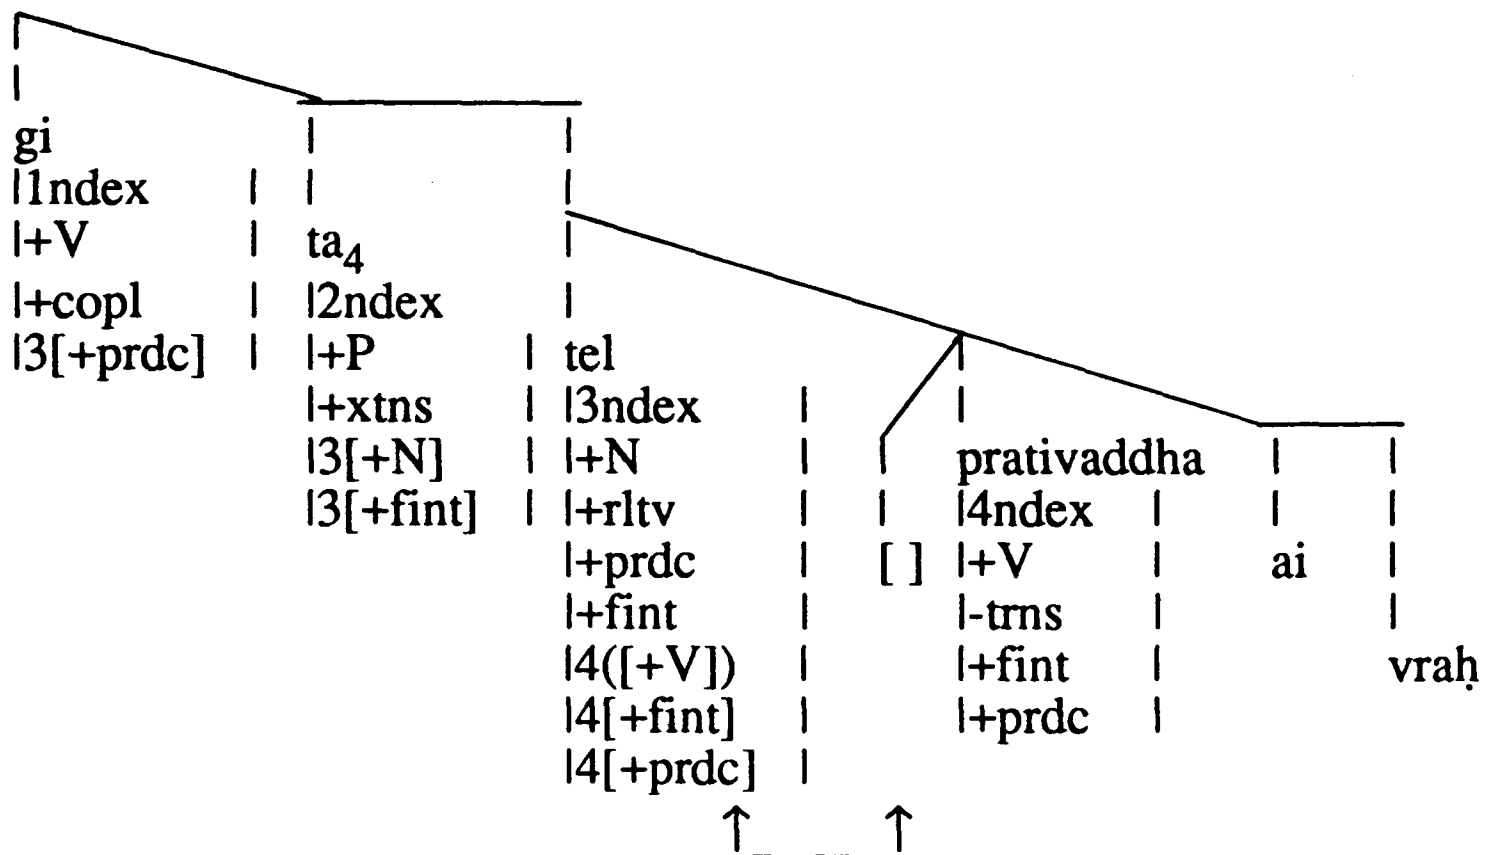 gi
1ndex
+V
+copl
3[+prdc]
ta₄
2ndex
+P
+xtns
3[+N]
3[+fint]
tel
3ndex
+N
+rltv
+prdc
+fint
4([+V])
4[+fint]
4[+prdc]
[ ]
prativaddha
4ndex
+V
-trns
+fint
+prdc
ai
vraḥ